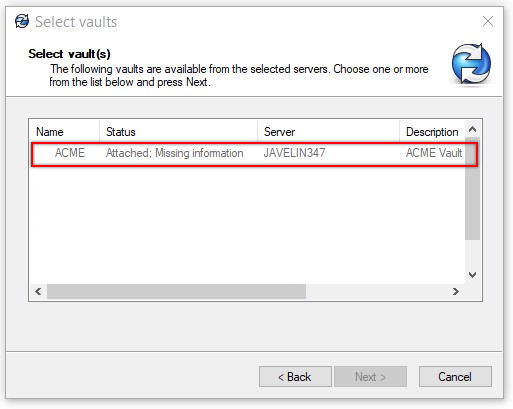 Select vaults
Select vault(s)
The following vaults are available from the selected servers. Choose one or more
from the list below and press Next.
Name Status Server Description
ACME Attached; Missing information JAVELIN347 ACME Vault
< Back Next > Cancel